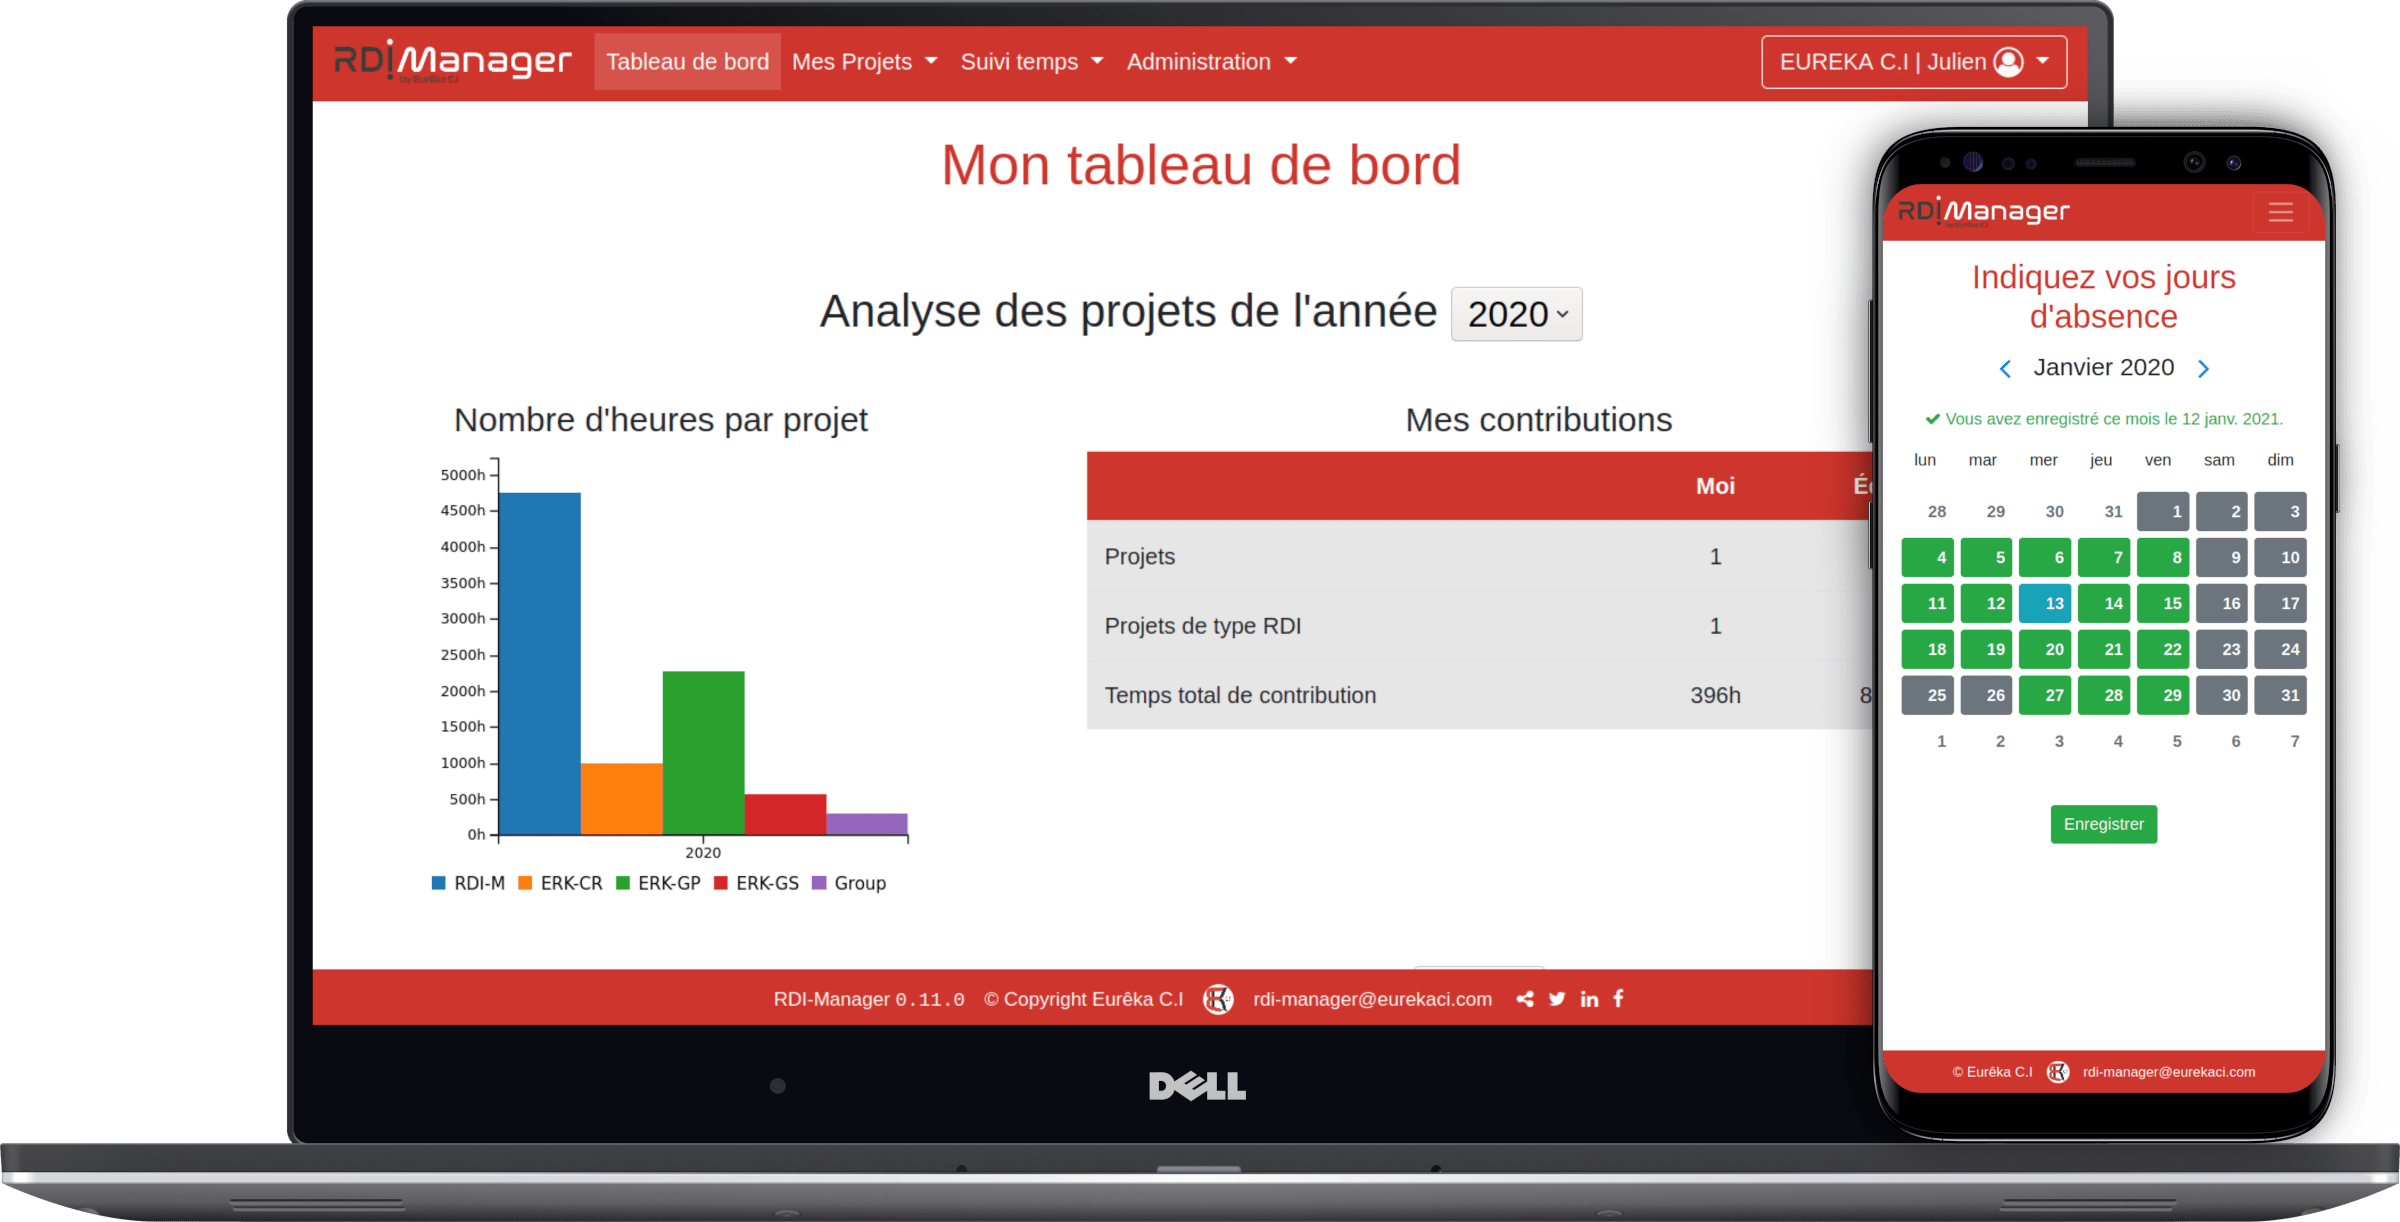 RDiManager
by Eurêka C.I
Tableau de bord Mes Projets Suivi temps Administration
EUREKA C.I | Julien
Mon tableau de bord
Analyse des projets de l'année 2020
Nombre d'heures par projet
5000h
4500h
4000h
3500h
3000h
2500h
2000h
1500h
1000h
500h
0h
2020
RDI-M ERK-CR ERK-GP ERK-GS Group
Mes contributions
Moi
Projets 1
Projets de type RDI 1
Temps total de contribution 396h 8
RDI-Manager 0.11.0 © Copyright Eurêka C.I rdi-manager@eurekaci.com
DELL
RDiManager
by Eurêka C.I
Indiquez vos jours
d'absence
Janvier 2020
Vous avez enregistré ce mois le 12 janv. 2021.
lun mar mer jeu ven sam dim
28 29 30 31 1 2 3
4 5 6 7 8 9 10
11 12 13 14 15 16 17
18 19 20 21 22 23 24
25 26 27 28 29 30 31
1 2 3 4 5 6 7
Enregistrer
© Eurêka C.I rdi-manager@eurekaci.com